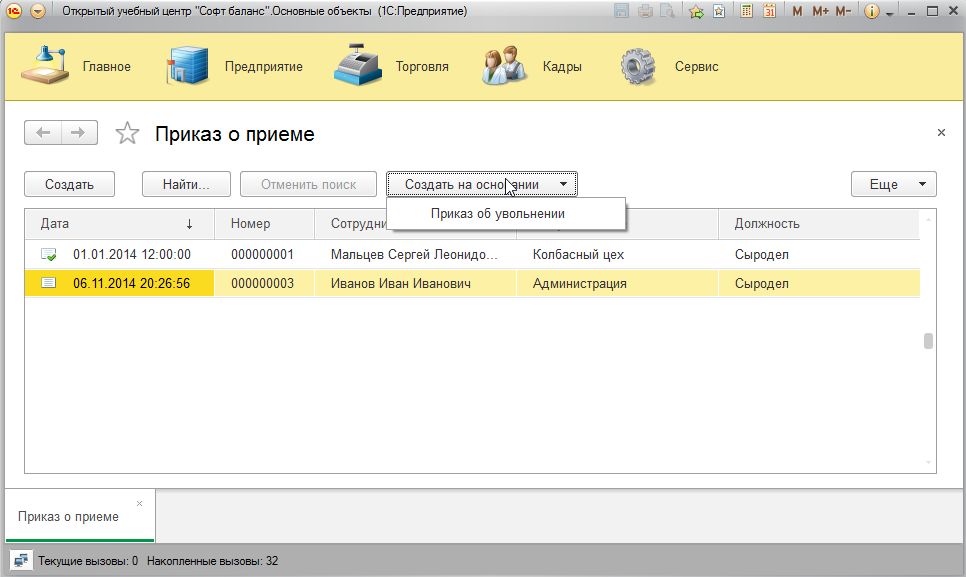 Открытый учебный центр "Софт баланс".Основные объекты (1С:Предприятие)
M M+ M-
31
Главное Предприятие Торговля Кадры Сервис
Приказ о приеме
Создать Найти... Отменить поиск Создать на основании Еще
Приказ об увольнении
Дата Номер Должность
01.01.2014 12:00:00 000000001 Мальцев Сергей Леонидо... Колбасный цех Сыродел
06.11.2014 20:26:56 000000003 Иванов Иван Иванович Администрация Сыродел
Приказ о приеме
Текущие вызовы: 0 Накопленные вызовы: 32